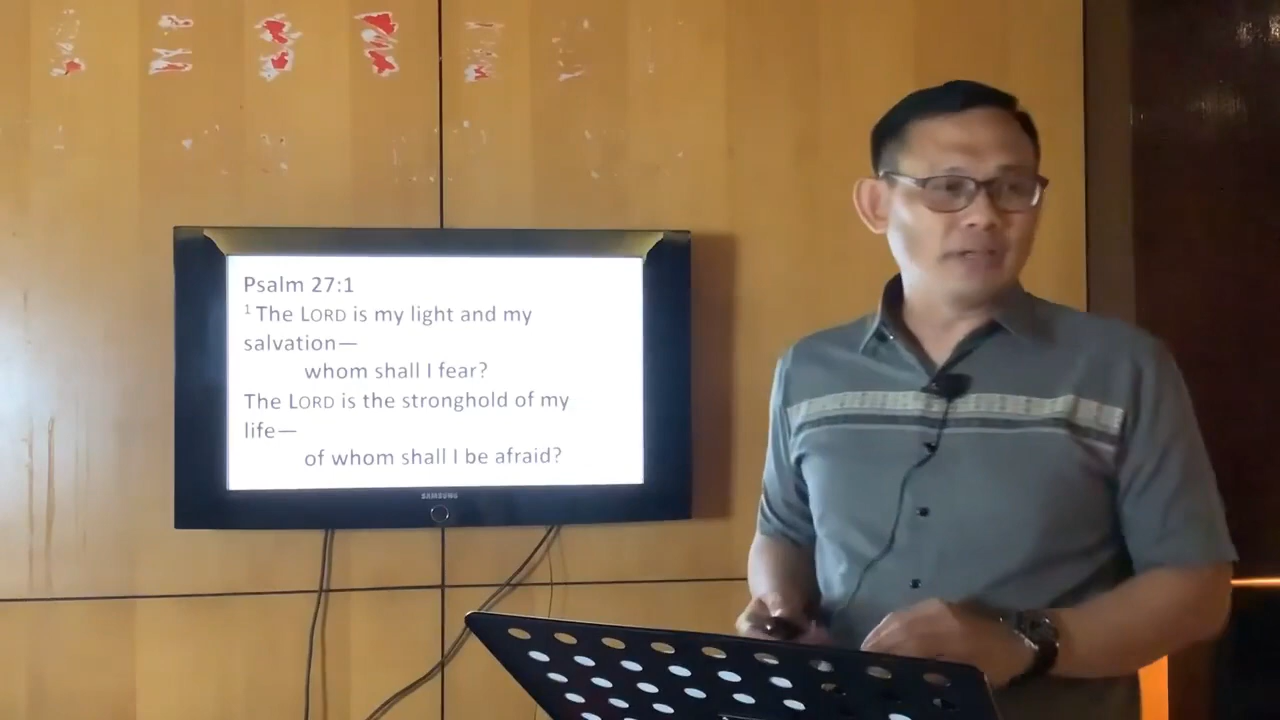 Psalm 27:1
1 The LORD is my light and my
salvation—
whom shall I fear?
The LORD is the stronghold of my
life—
of whom shall I be afraid?
SAMSUNG